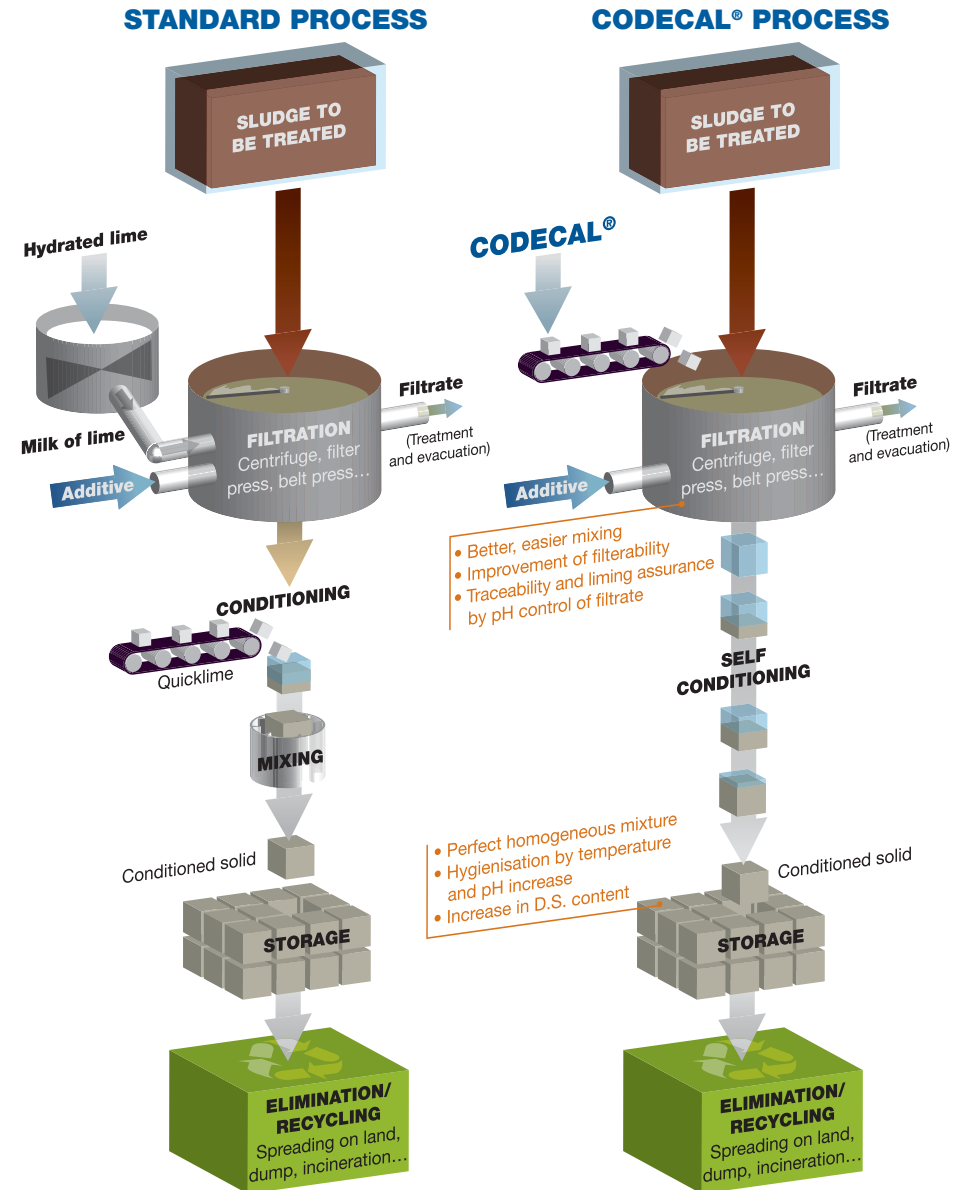 STANDARD PROCESS
SLUDGE TO
BE TREATED
Hydrated lime
Milk of lime
Additive
FILTRATION
Centrifuge, filter
press, belt press...
Filtrate
(Treatment
and evacuation)
CONDITIONING
Quicklime
MIXING
Conditioned solid
STORAGE
ELIMINATION/
RECYCLING
Spreading on land,
dump, incineration...
CODECAL® PROCESS
SLUDGE TO
BE TREATED
CODECAL®
Additive
FILTRATION
Centrifuge, filter
press, belt press...
Filtrate
(Treatment
and evacuation)
• Better, easier mixing
• Improvement of filterability
• Traceability and liming assurance
by pH control of filtrate
SELF
CONDITIONING
• Perfect homogeneous mixture
• Hygienisation by temperature
and pH increase
• Increase in D.S. content
Conditioned solid
STORAGE
ELIMINATION/
RECYCLING
Spreading on land,
dump, incineration...